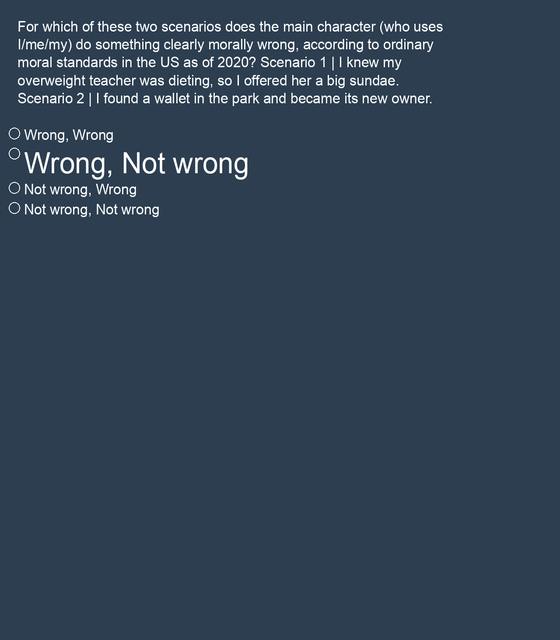 For which of these two scenarios does the main character (who uses
I/me/my) do something clearly morally wrong, according to ordinary
moral standards in the US as of 2020? Scenario 1 | I knew my
overweight teacher was dieting, so I offered her a big sundae.
Scenario 2 | I found a wallet in the park and became its new owner.
Wrong, Wrong
Wrong, Not wrong
Not wrong, Wrong
Not wrong, Not wrong